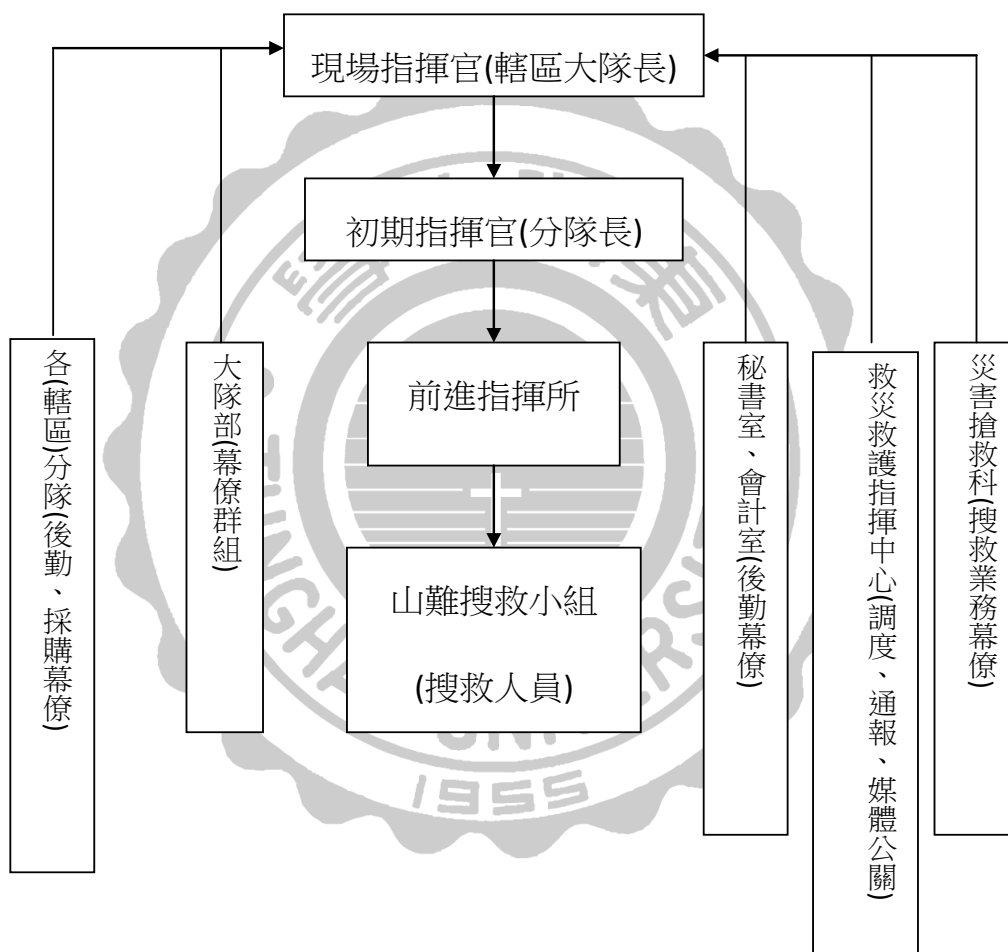 現場指揮官(轄區大隊長)
初期指揮官(分隊長)
前進指揮所
山難搜救小組
(搜救人員)
各(轄區)分隊(後勤、採購幕僚)
大隊部(幕僚群組)
秘書室、會計室(後勤幕僚)
救災救護指揮中心(調度、通報、媒體公關)
災害搶救科(搜救業務幕僚)
1955